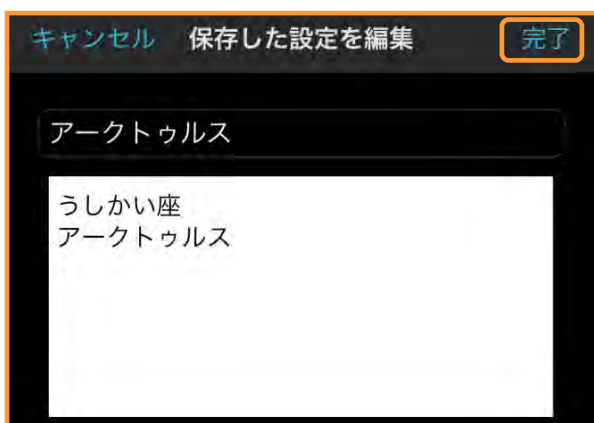 キャンセル 保存した設定を編集 完了
アークトゥルス
うしかい座
アークトゥルス